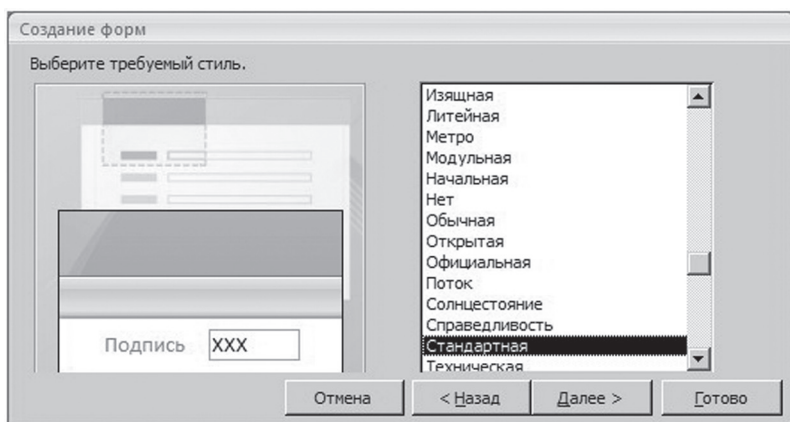 Создание форм
Выберите требуемый стиль.
Изящная
Литейная
Метро
Модульная
Начальная
Нет
Обычная
Открытая
Официальная
Поток
Солнцестояние
Справедливость
Стандартная
Техническая
Подпись XXX
Отмена
< Назад
Далее >
Готово